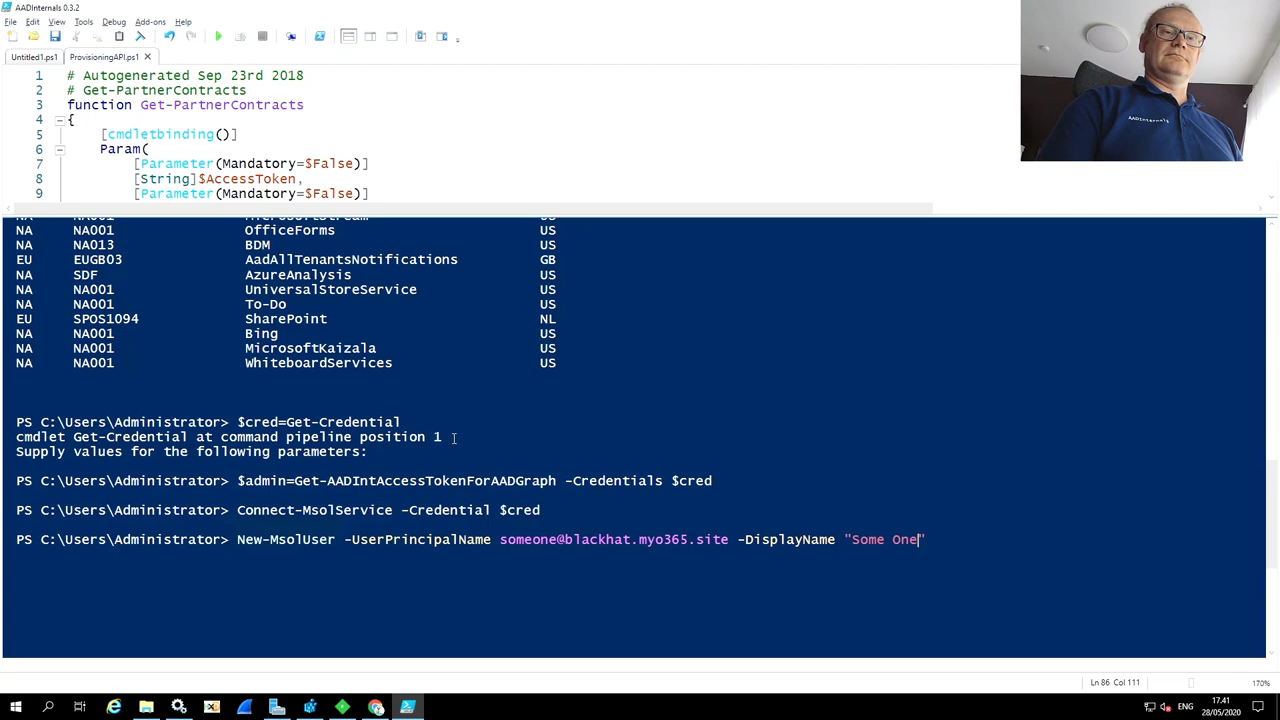 AADInternals 0.3.2
File Edit View Tools Debug Add-ons Help
Untitled1.ps1 ProvisioningAPI.ps1
1 # Autogenerated Sep 23rd 2018
2 # Get-PartnerContracts
3 function Get-PartnerContracts
4 {
5 [cmdletbinding()]
6 Param(
7 [Parameter(Mandatory=$False)]
8 [String]$AccessToken,
9 [Parameter(Mandatory=$False)]
AADInternals
NA NA001 MicrosoftStream US
NA NA001 OfficeForms US
NA NA013 BDM US
EU EUGB03 AadAllTenantsNotifications GB
NA SDF AzureAnalysis US
NA NA001 UniversalStoreService US
NA NA001 To-Do US
EU SPOS1094 SharePoint NL
NA NA001 Bing US
NA NA001 MicrosoftKaizala US
NA NA001 WhiteboardServices US
PS C:\Users\Administrator> $cred=Get-Credential
cmdlet Get-Credential at command pipeline position 1
Supply values for the following parameters:
PS C:\Users\Administrator> $admin=Get-AADIntAccessTokenForAADGraph -Credentials $cred
PS C:\Users\Administrator> Connect-MsolService -Credential $cred
PS C:\Users\Administrator> New-MsolUser -UserPrincipalName someone@blackhat.myo365.site -DisplayName "Some One"
Ln 86 Col 111 170%
ENG 17.41
28/05/2020